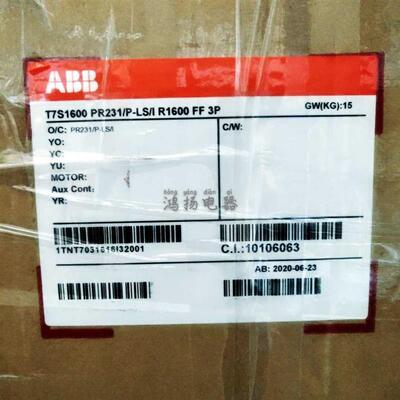 ABB
T7S1600 PR231/P-LS/I R1600 FF 3P
GW(KG):15
O/C: PR231/P-LS/I
C/W:
YO:
YC:
YU:
MOTOR:
Aux Cont:
YR:
hóng yáng diàn qì
鸿扬电器
C.I.:10106063
AB: 2020-06-23